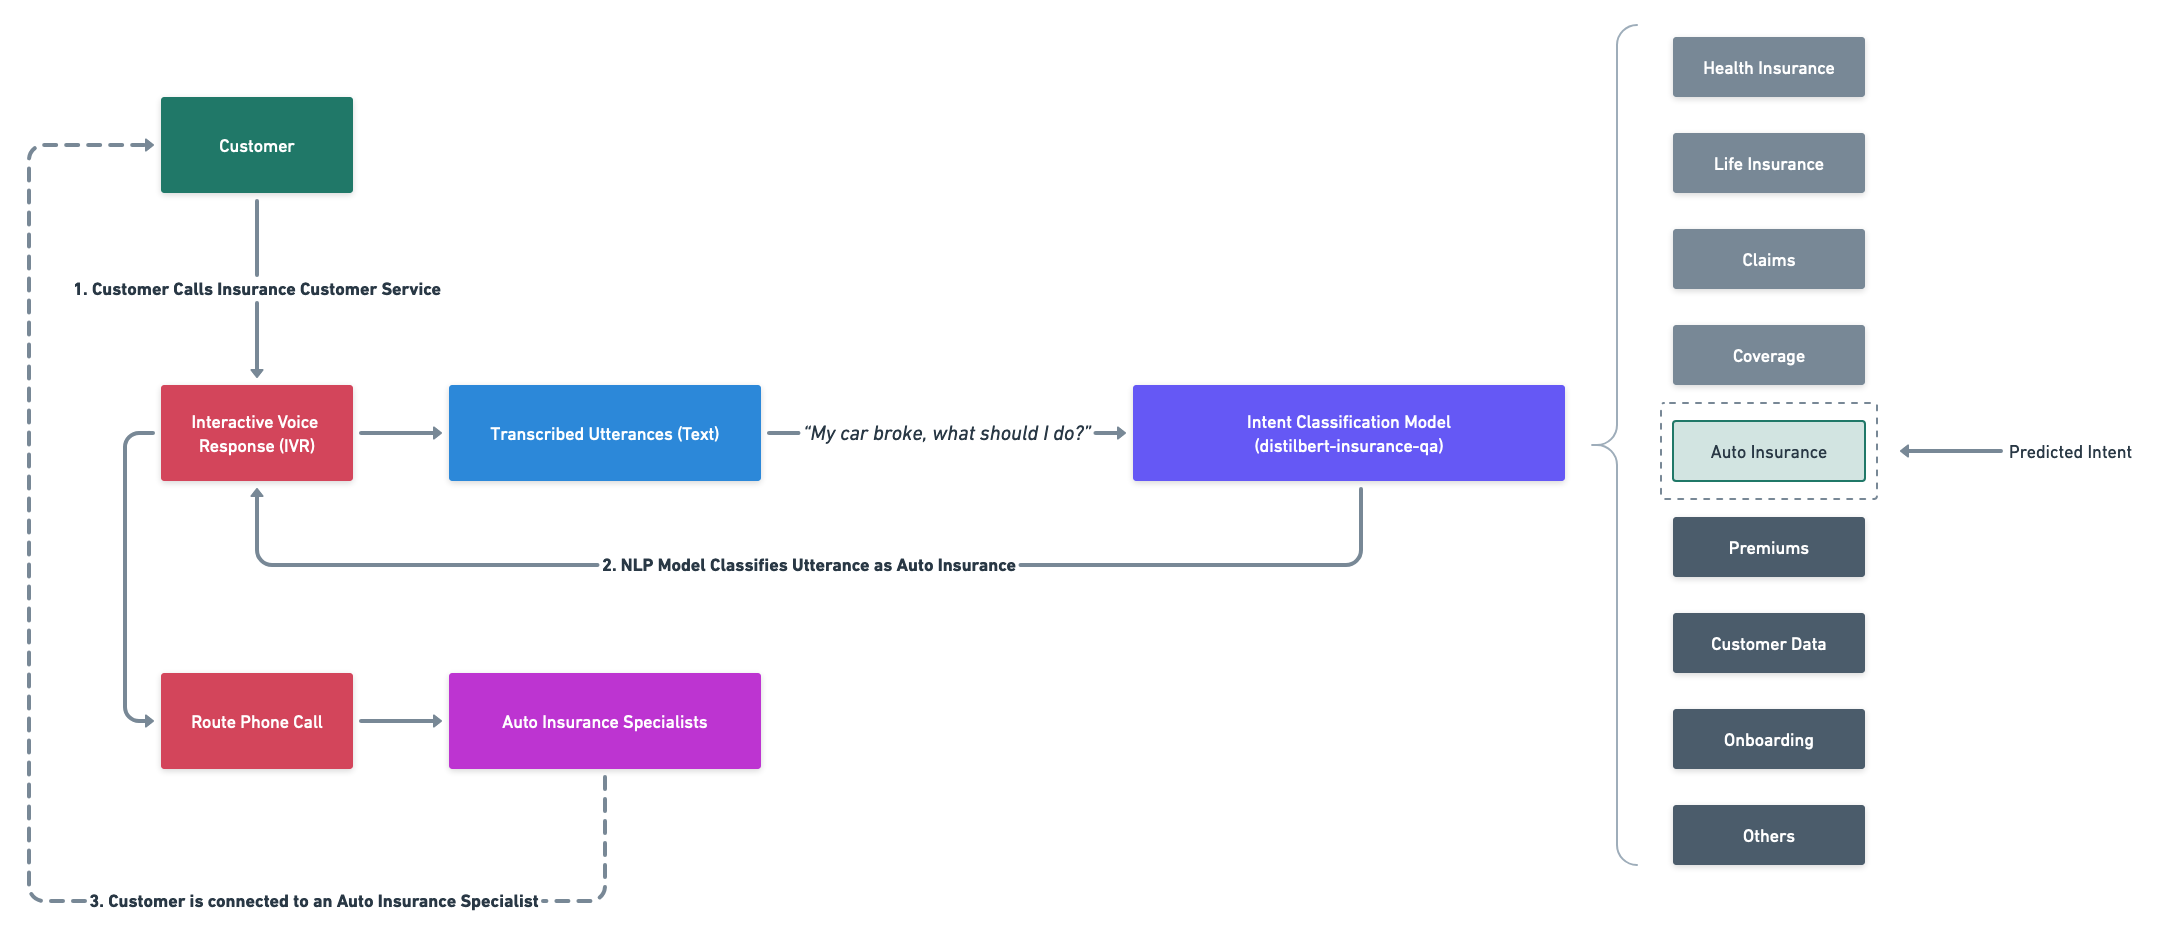 Customer
1. Customer Calls Insurance Customer Service
Interactive Voice
Response (IVR)
Transcribed Utterances (Text)
“My car broke, what should I do?"
Intent Classification Model
(distilbert-insurance-qa)
2. NLP Model Classifies Utterance as Auto Insurance
Route Phone Call
Auto Insurance Specialists
3. Customer is connected to an Auto Insurance Specialist
Health Insurance
Life Insurance
Claims
Coverage
Auto Insurance
Predicted Intent
Premiums
Customer Data
Onboarding
Others